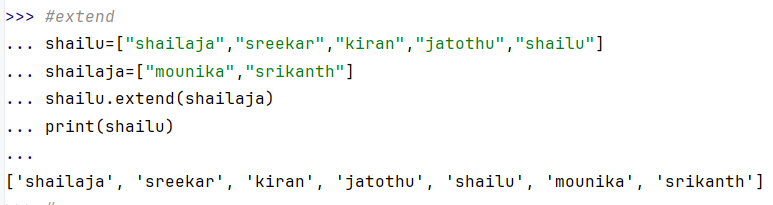 >>> #extend
... shailu=["shailaja","sreekar","kiran","jatothu","shailu"]
... shailaja=["mounika","srikanth"]
... shailu.extend(shailaja)
... print(shailu)
...
['shailaja', 'sreekar', 'kiran', 'jatothu', 'shailu', 'mounika', 'srikanth']